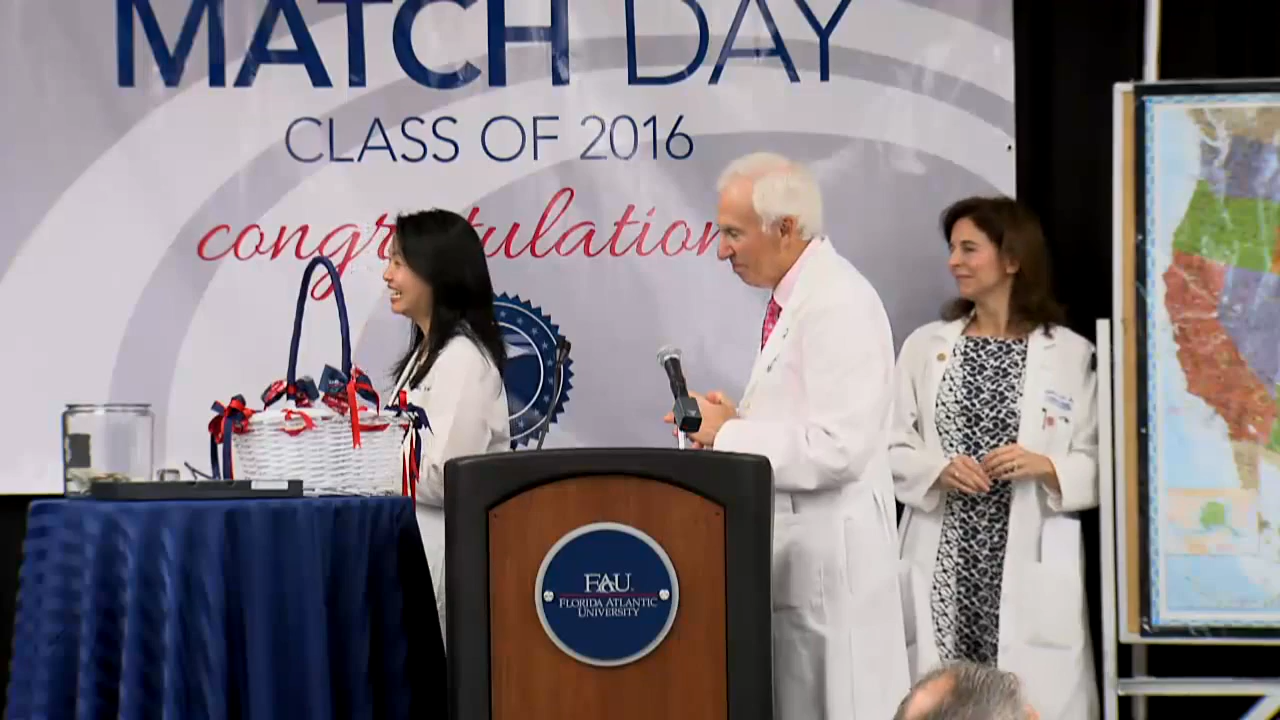 MATCH DAY
CLASS OF 2016
congratulation
FAU
FLORIDA ATLANTIC
UNIVERSITY